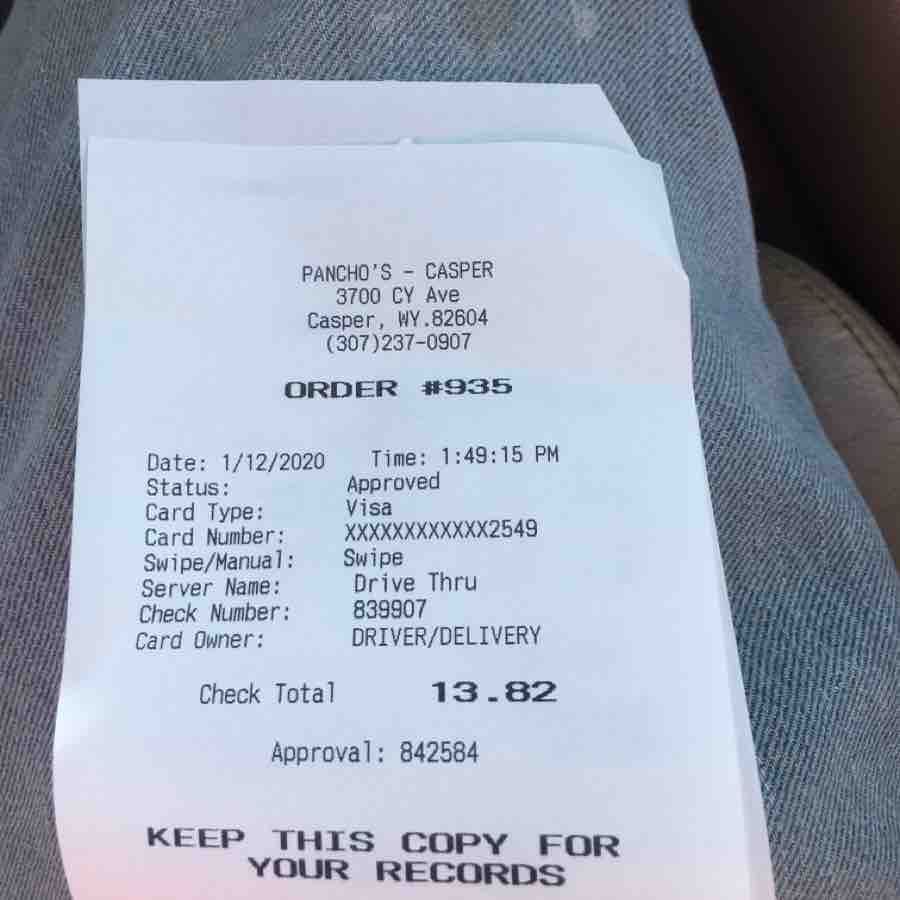 PANCHO'S - CASPER
3700 CY Ave
Casper, WY.82604
(307)237-0907
ORDER #935
Date: 1/12/2020 Time: 1:49:15 PM
Status: Approved
Card Type: Visa
Card Number: XXXXXXXXXXXX2549
Swipe/Manual: Swipe
Server Name: Drive Thru
Check Number: 839907
Card Owner: DRIVER/DELIVERY
Check Total 13.82
Approval: 842584
KEEP THIS COPY FOR
YOUR RECORDS